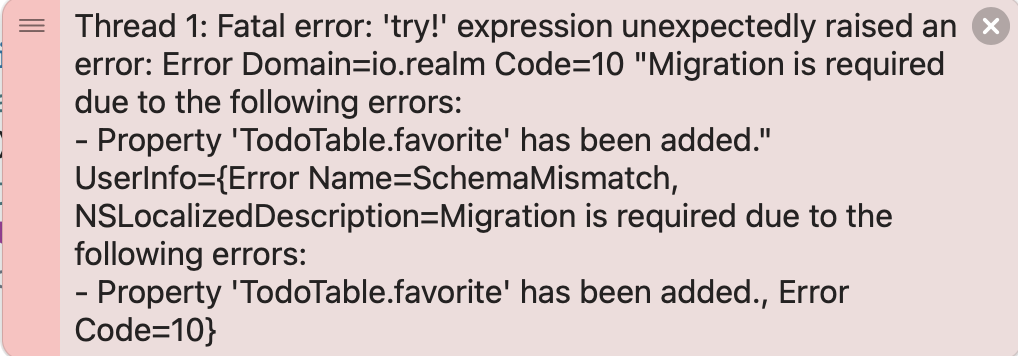 Thread 1: Fatal error: 'try!' expression unexpectedly raised an
error: Error Domain=io.realm Code=10 "Migration is required
due to the following errors:
- Property 'TodoTable.favorite' has been added."
UserInfo={Error Name=SchemaMismatch,
NSLocalizedDescription=Migration is required due to the
following errors:
- Property 'TodoTable.favorite' has been added., Error
Code=10}